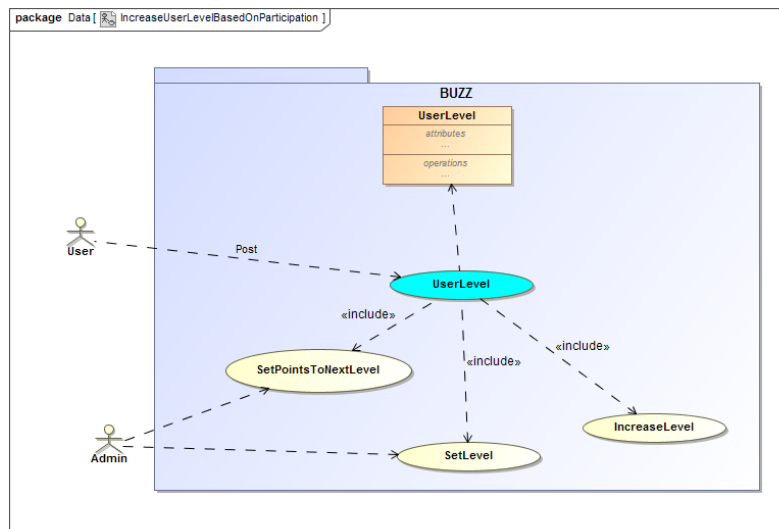 package Data [ IncreaseUserLevelBasedOnParticipation ]
BUZZ
UserLevel
attributes
...
operations
...
User
Post
UserLevel
«include»
«include»
«include»
SetPointsToNextLevel
IncreaseLevel
Admin
SetLevel